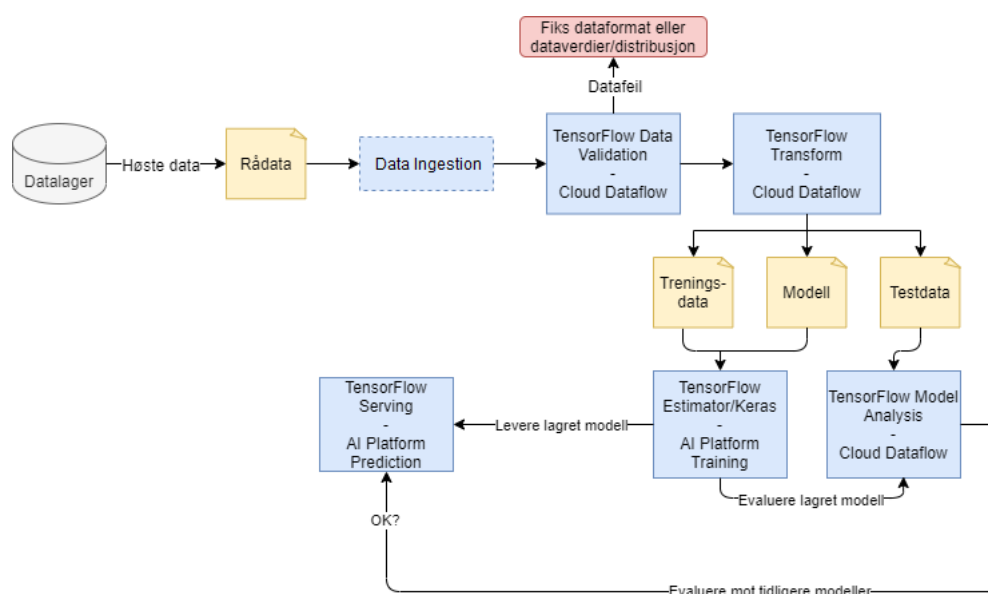 Fiks dataformat eller
dataverdier/distribusjon
Datafeil
Datalager
Høste data
Rådata
Data Ingestion
TensorFlow Data
Validation
-
Cloud Dataflow
TensorFlow
Transform
-
Cloud Dataflow
Trenings-
data
Modell
Testdata
TensorFlow
Serving
-
AI Platform
Prediction
Levere lagret modell
TensorFlow
Estimator/Keras
-
AI Platform
Training
TensorFlow Model
Analysis
-
Cloud Dataflow
Evaluere lagret modell
OK?
Evaluere mot tidligere modeller